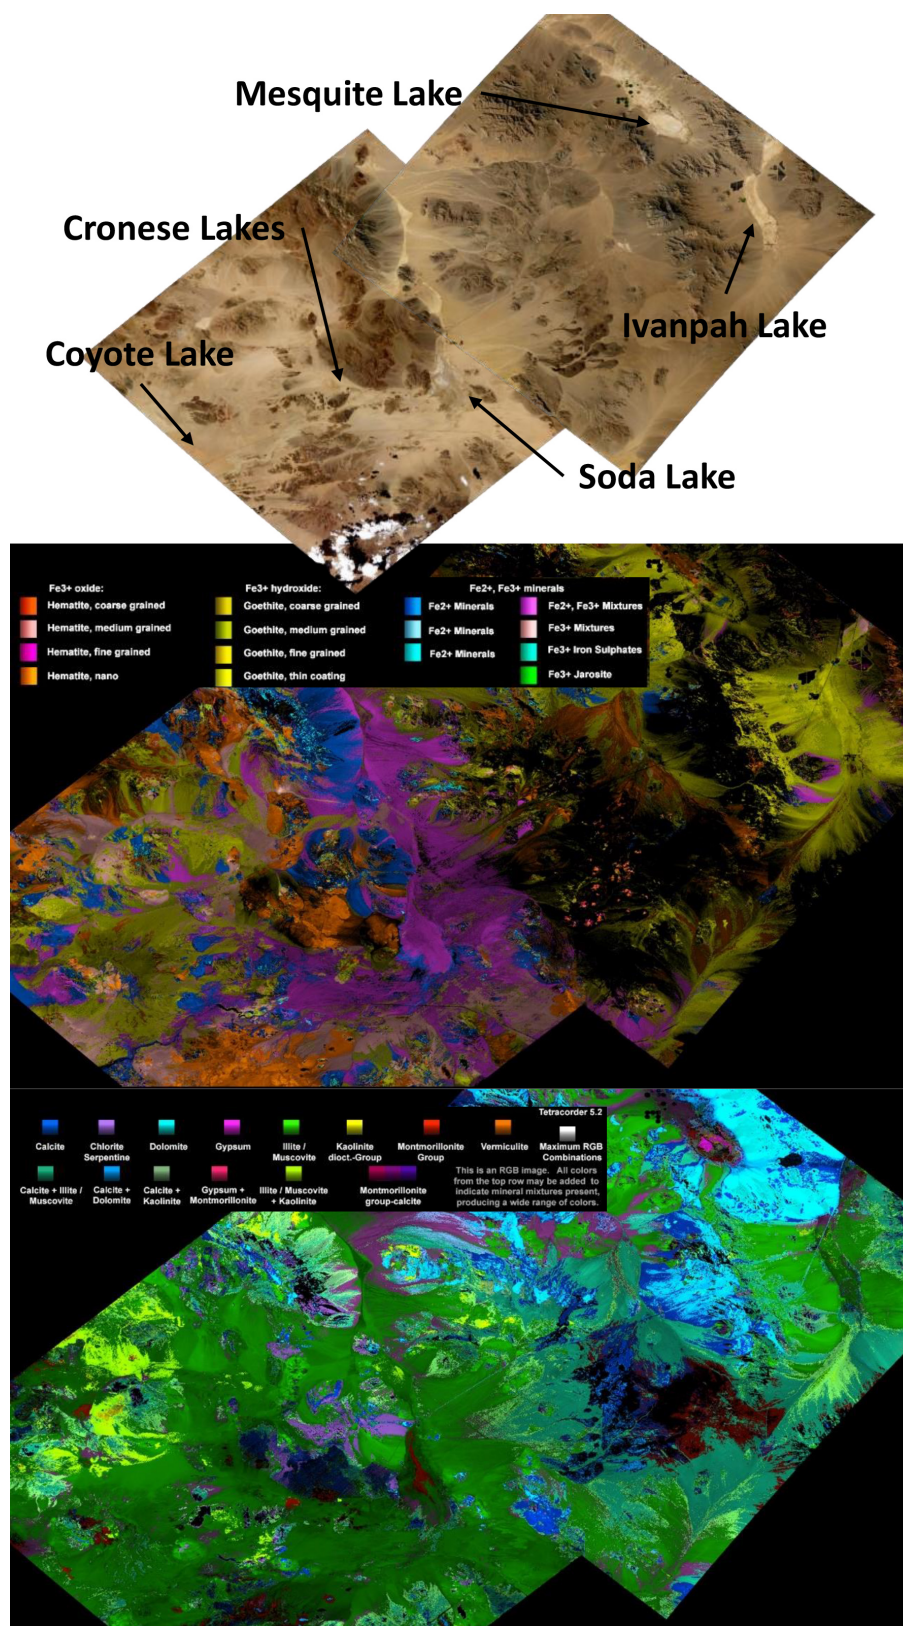 Mesquite Lake
Cronese Lakes
Ivanpah Lake
Coyote Lake
Soda Lake
Fe3+ oxide:
Hematite, coarse grained
Hematite, medium grained
Hematite, fine grained
Hematite, nano
Fe3+ hydroxide:
Goethite, coarse grained
Goethite, medium grained
Goethite, fine grained
Goethite, thin coating
Fe2+, Fe3+ minerals
Fe2+ Minerals
Fe2+ Minerals
Fe2+ Minerals
Fe2+, Fe3+ Mixtures
Fe3+ Mixtures
Fe3+ Iron Sulphates
Fe3+ Jarosite
Tetracorder 5.2
Calcite
Chlorite
Serpentine
Dolomite
Gypsum
Illite /
Muscovite
Kaolinite
dioct.-Group
Montmorillonite
Group
Vermiculite
Maximum RGB
Combinations
Calcite + Illite /
Muscovite
Calcite +
Dolomite
Calcite +
Kaolinite
Gypsum +
Montmorillonite
Illite / Muscovite
+ Kaolinite
Montmorillonite
group-calcite
This is an RGB image. All colors
from the top row may be added to
indicate mineral mixtures present,
producing a wide range of colors.